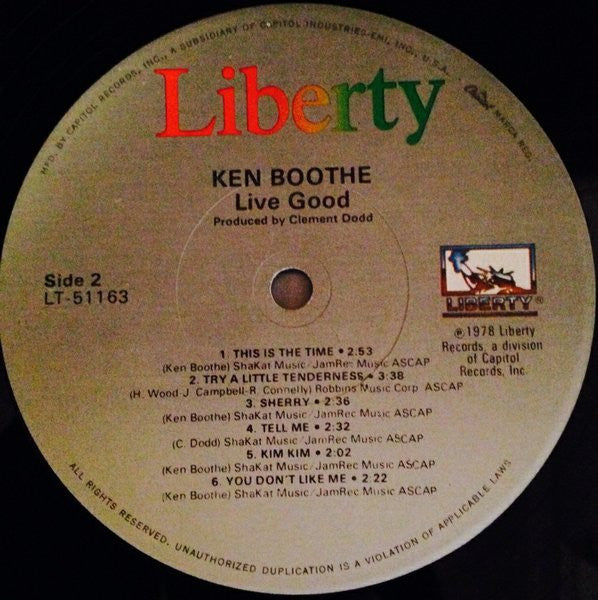 MFD. BY CAPITOL RECORDS, INC., A SUBSIDIARY OF CAPITOL INDUSTRIES-EMI, INC., U.S.A.
Capitol MARCA REG.
Liberty
KEN BOOTHE
Live Good
Produced by Clement Dodd
Side 2
LT-51163
LIBERTY®
℗1978 Liberty
Records, a division
of Capitol
Records, Inc.
1. THIS IS THE TIME • 2:53
(Ken Boothe) ShaKat Music/JamRec Music ASCAP
2. TRY A LITTLE TENDERNESS • 3:38
(H. Wood-J. Campbell-R. Connelly) Robbins Music Corp. ASCAP
3. SHERRY • 2:36
(Ken Boothe) ShaKat Music/JamRec Music ASCAP
4. TELL ME • 2:32
(C. Dodd) ShaKat Music/JamRec Music ASCAP
5. KIM KIM • 2:02
(Ken Boothe) ShaKat Music/JamRec Music ASCAP
6. YOU DON'T LIKE ME • 2:22
(Ken Boothe) ShaKat Music/JamRec Music ASCAP
ALL RIGHTS RESERVED. UNAUTHORIZED DUPLICATION IS A VIOLATION OF APPLICABLE LAWS